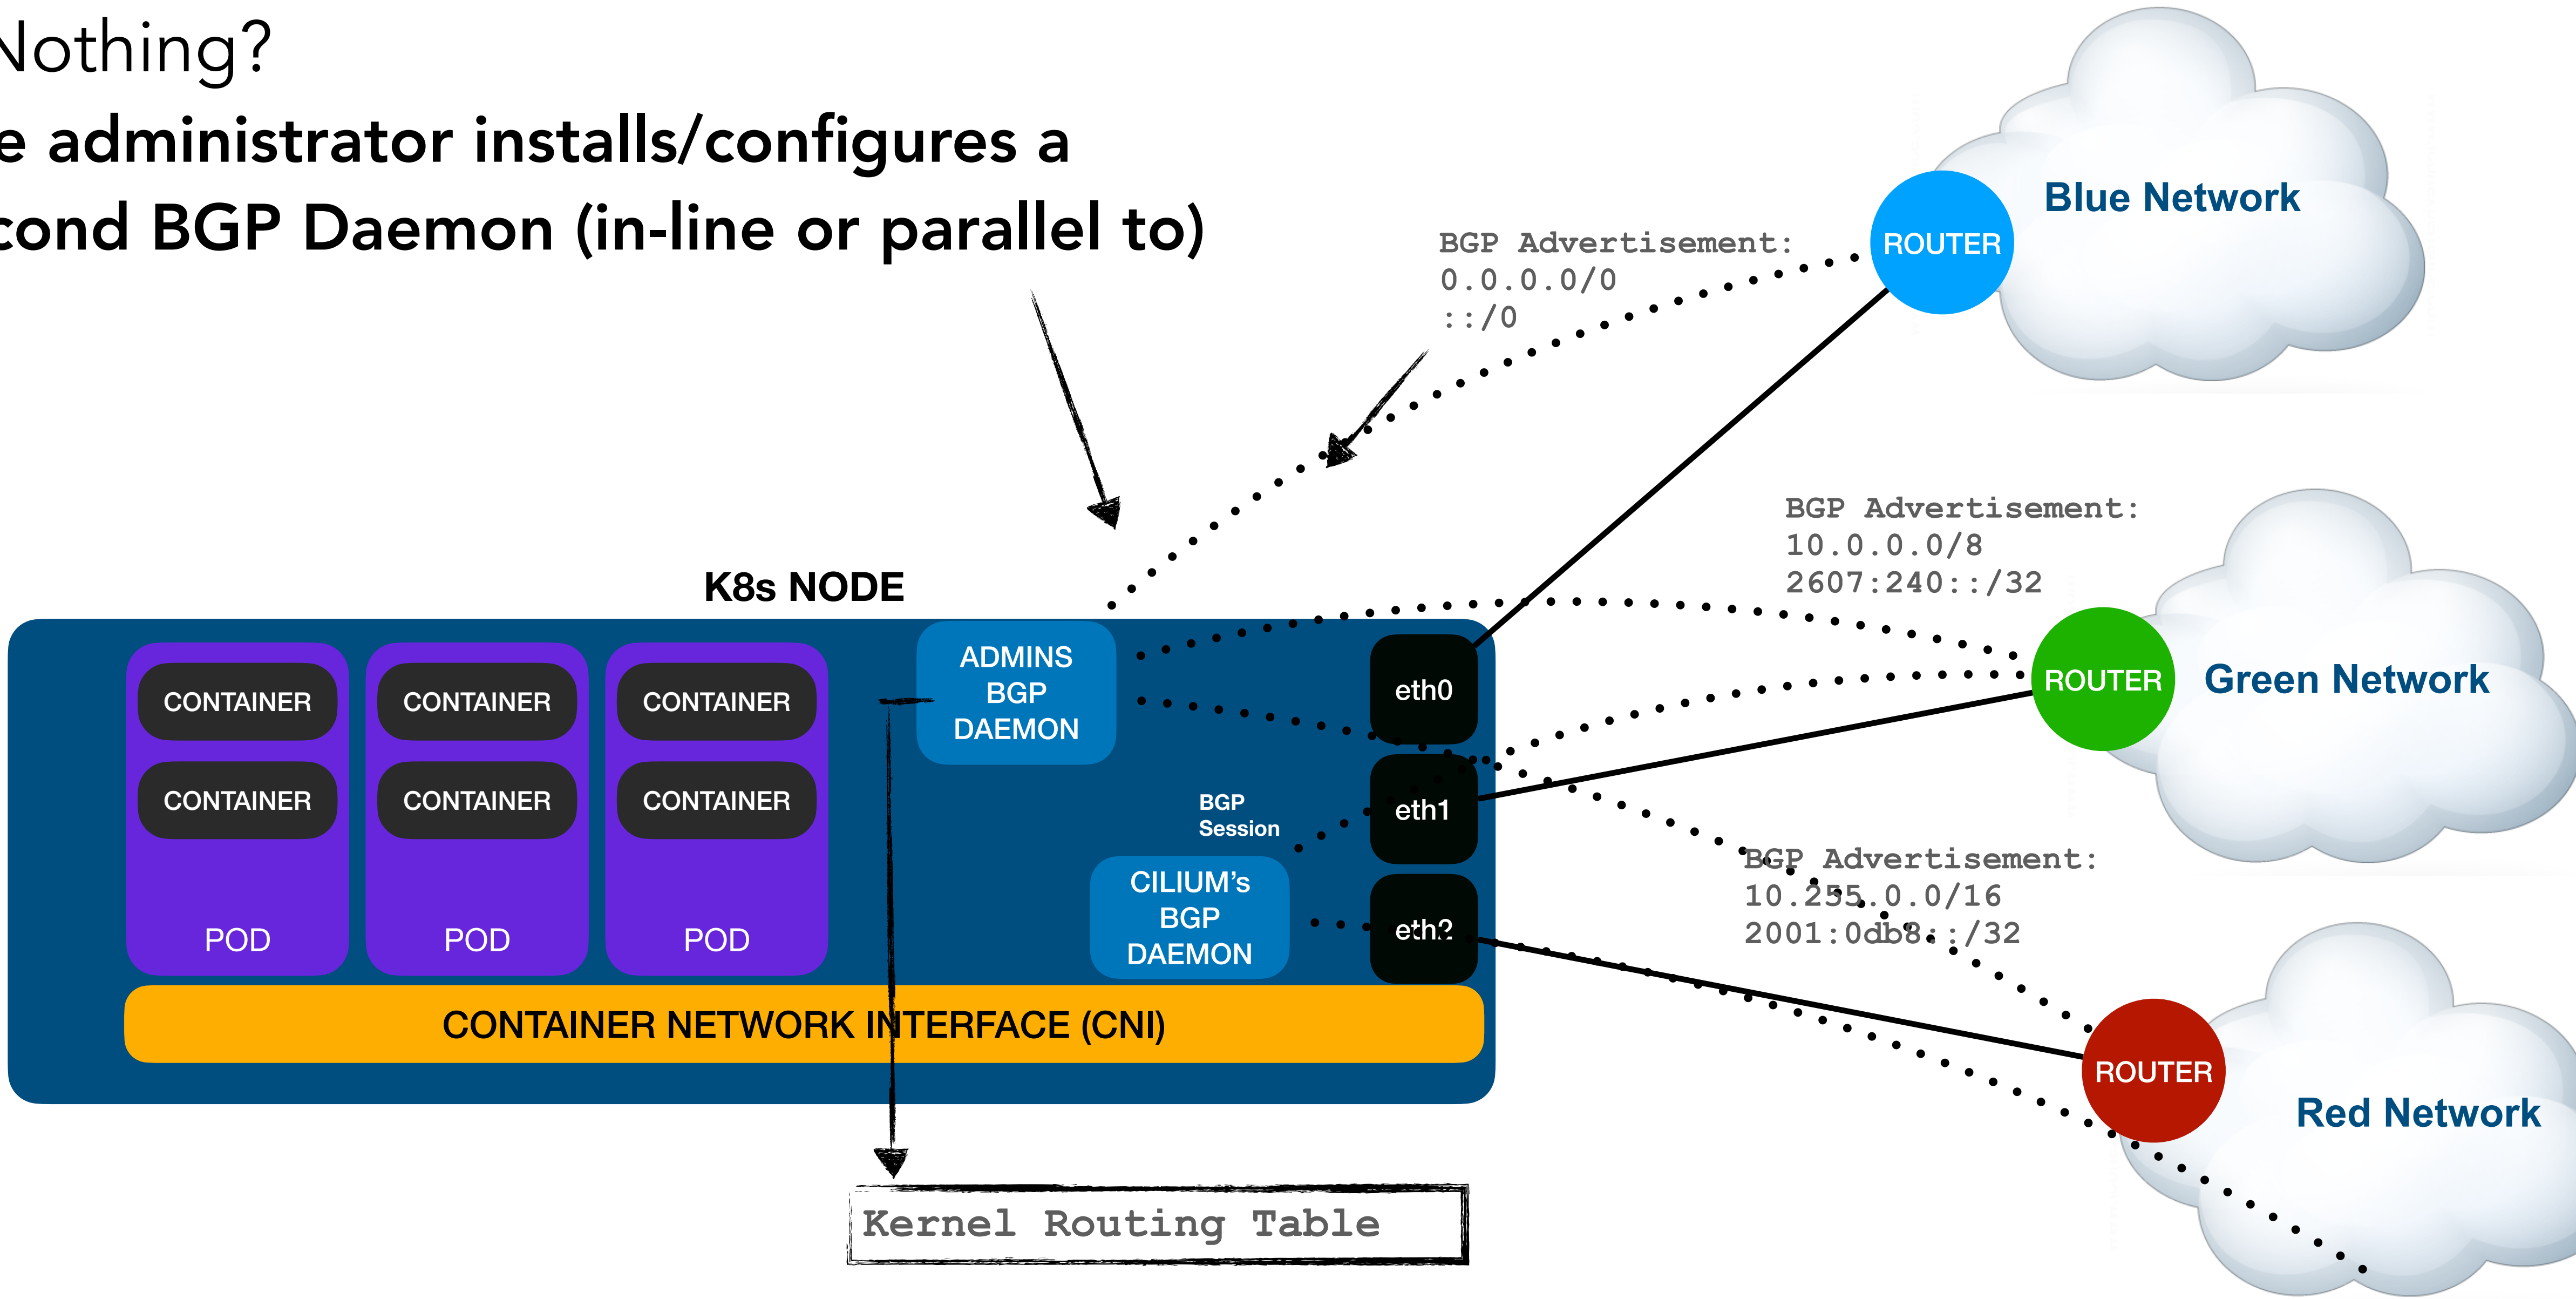 Nothing?
e administrator installs/configures a
cond BGP Daemon (in-line or parallel to)
Blue Network
ROUTER
BGP Advertisement:
0.0.0.0/0
::/0
BGP Advertisement:
10.0.0.0/8
2607:240::/32
K8s NODE
ADMINS
BGP
DAEMON
CONTAINER
CONTAINER
CONTAINER
eth0
ROUTER
Green Network
CONTAINER
CONTAINER
CONTAINER
BGP
Session
eth1
BGP Advertisement:
10.255.0.0/16
2001:0db8::/32
CILIUM's
BGP
DAEMON
eth2
POD
POD
POD
CONTAINER NETWORK INTERFACE (CNI)
ROUTER
Red Network
Kernel Routing Table